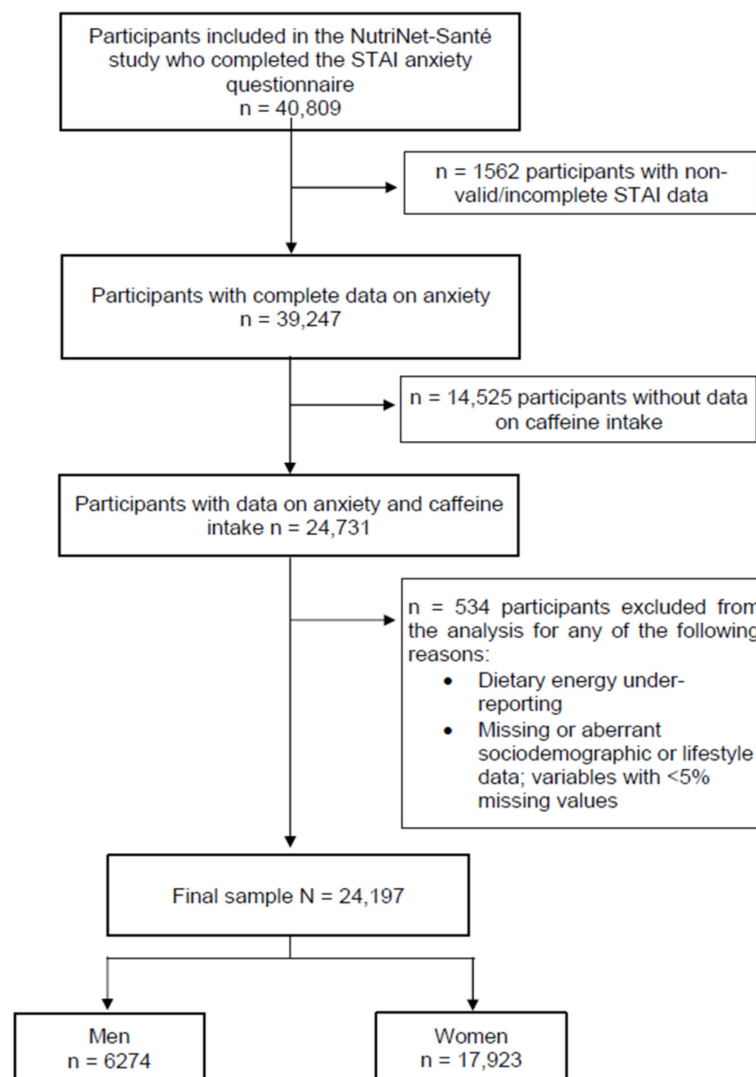 Participants included in the NutriNet-Santé
study who completed the STAI anxiety
questionnaire
n = 40,809
n = 1562 participants with non-
valid/incomplete STAI data
Participants with complete data on anxiety
n = 39,247
n = 14,525 participants without data
on caffeine intake
Participants with data on anxiety and caffeine
intake n = 24,731
n = 534 participants excluded from
the analysis for any of the following
reasons:
• Dietary energy under-
reporting
• Missing or aberrant
sociodemographic or lifestyle
data; variables with <5%
missing values
Final sample N = 24,197
Men
n = 6274
Women
n = 17,923